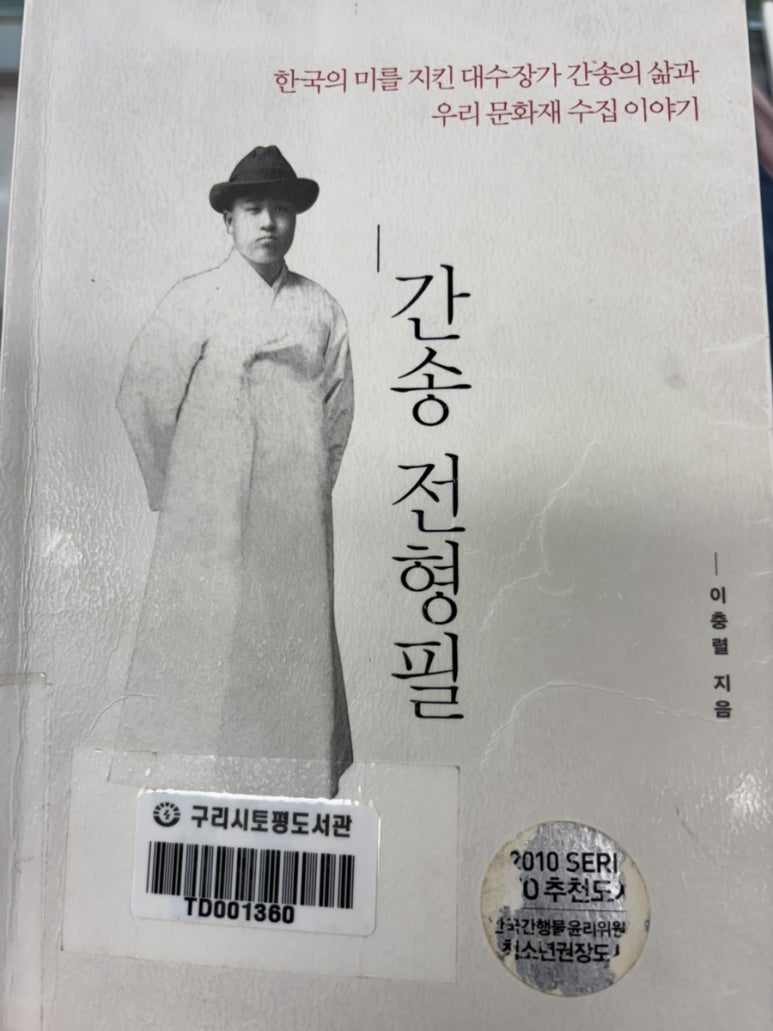 한국의 미를 지킨 대수장가 간송의 삶과
우리 문화재 수집 이야기
간송 전형필
이충렬 지음
구리시토평도서관
TD001360
2010 SERI
추천도서
한국간행물윤리위원회
청소년권장도서